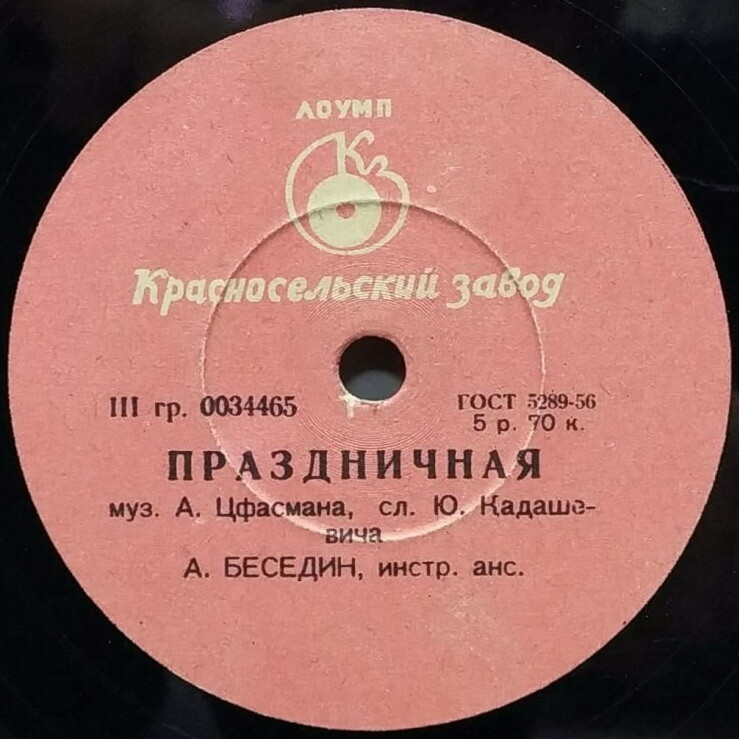 ЛОУМП
КЗ
Красносельский завод
III гр. 0034465
ГОСТ 5289-56
5 р. 70 к.
ПРАЗДНИЧНАЯ
муз. А. Цфасмана, сл. Ю. Кадаше-
вича
А. БЕСЕДИН, инстр. анс.